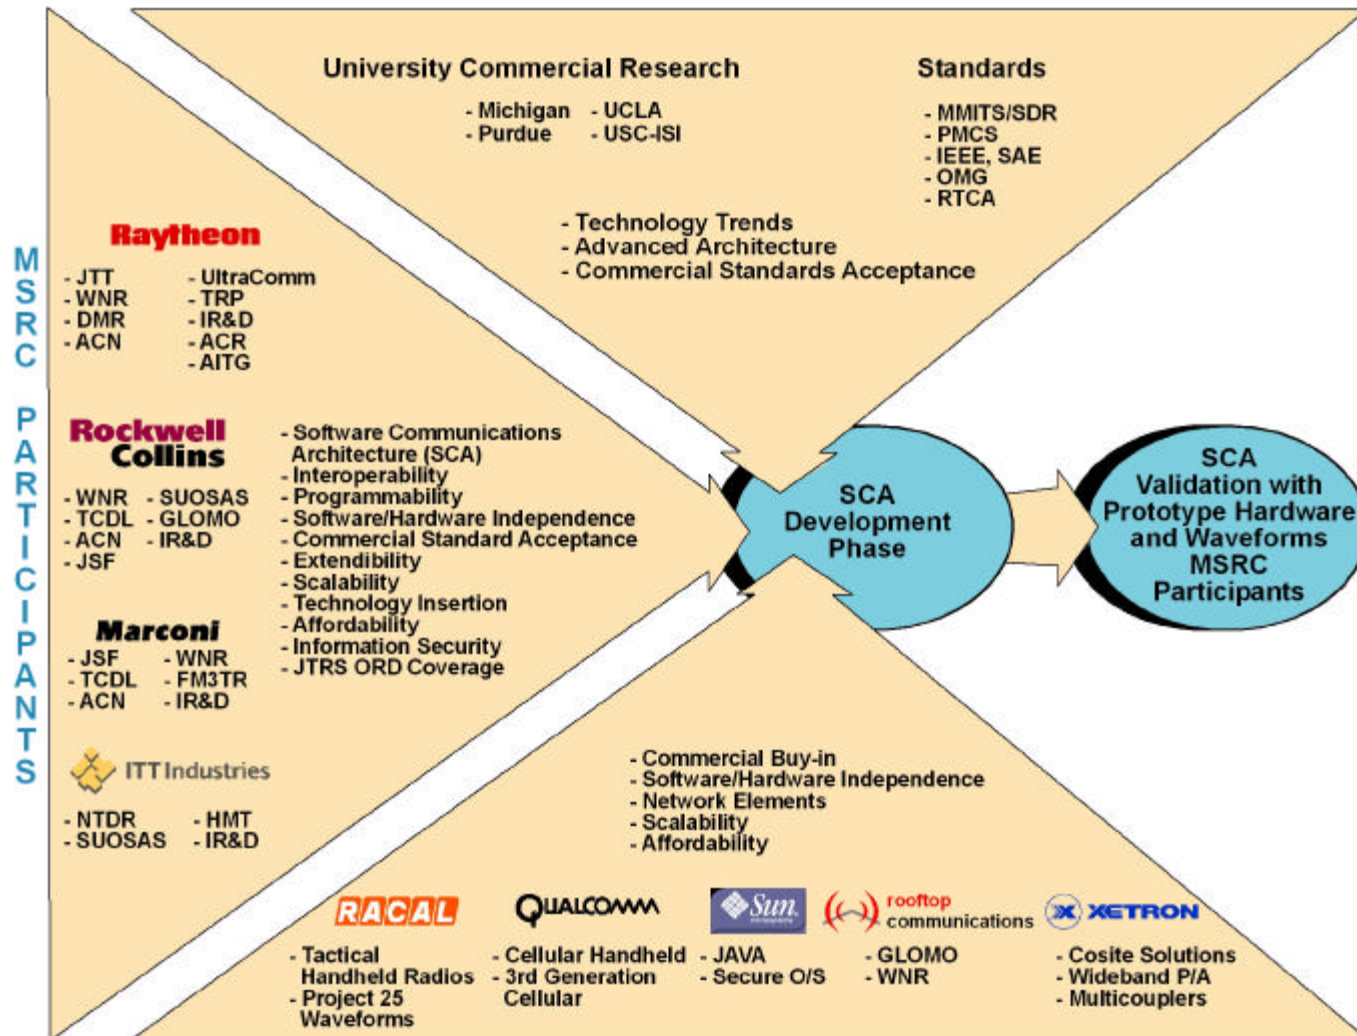 University Commercial Research
- Michigan - UCLA
- Purdue - USC-ISI
Standards
- MMITS/SDR
- PMCS
- IEEE, SAE
- OMG
- RTCA
- Technology Trends
- Advanced Architecture
- Commercial Standards Acceptance
MSRC PARTICIPANTS
Raytheon
- JTT - UltraComm
- WNR - TRP
- DMR - IR&D
- ACN - ACR
- AITG
Rockwell
Collins
- WNR - SUOSAS
- TCDL - GLOMO
- ACN - IR&D
- JSF
Marconi
- JSF - WNR
- TCDL - FM3TR
- ACN - IR&D
ITT Industries
- NTDR - HMT
- SUOSAS - IR&D
- Software Communications
Architecture (SCA)
- Interoperability
- Programmability
- Software/Hardware Independence
- Commercial Standard Acceptance
- Extendibility
- Scalability
- Technology Insertion
- Affordability
- Information Security
- JTRS ORD Coverage
SCA
Development
Phase
SCA
Validation with
Prototype Hardware
and Waveforms
MSRC
Participants
- Commercial Buy-in
- Software/Hardware Independence
- Network Elements
- Scalability
- Affordability
RACAL
- Tactical
Handheld Radios
- Project 25
Waveforms
QUALCOMM
- Cellular Handheld
- 3rd Generation
Cellular
Sun
- JAVA
- Secure O/S
rooftop
communications
- GLOMO
- WNR
XETRON
- Cosite Solutions
- Wideband P/A
- Multicouplers